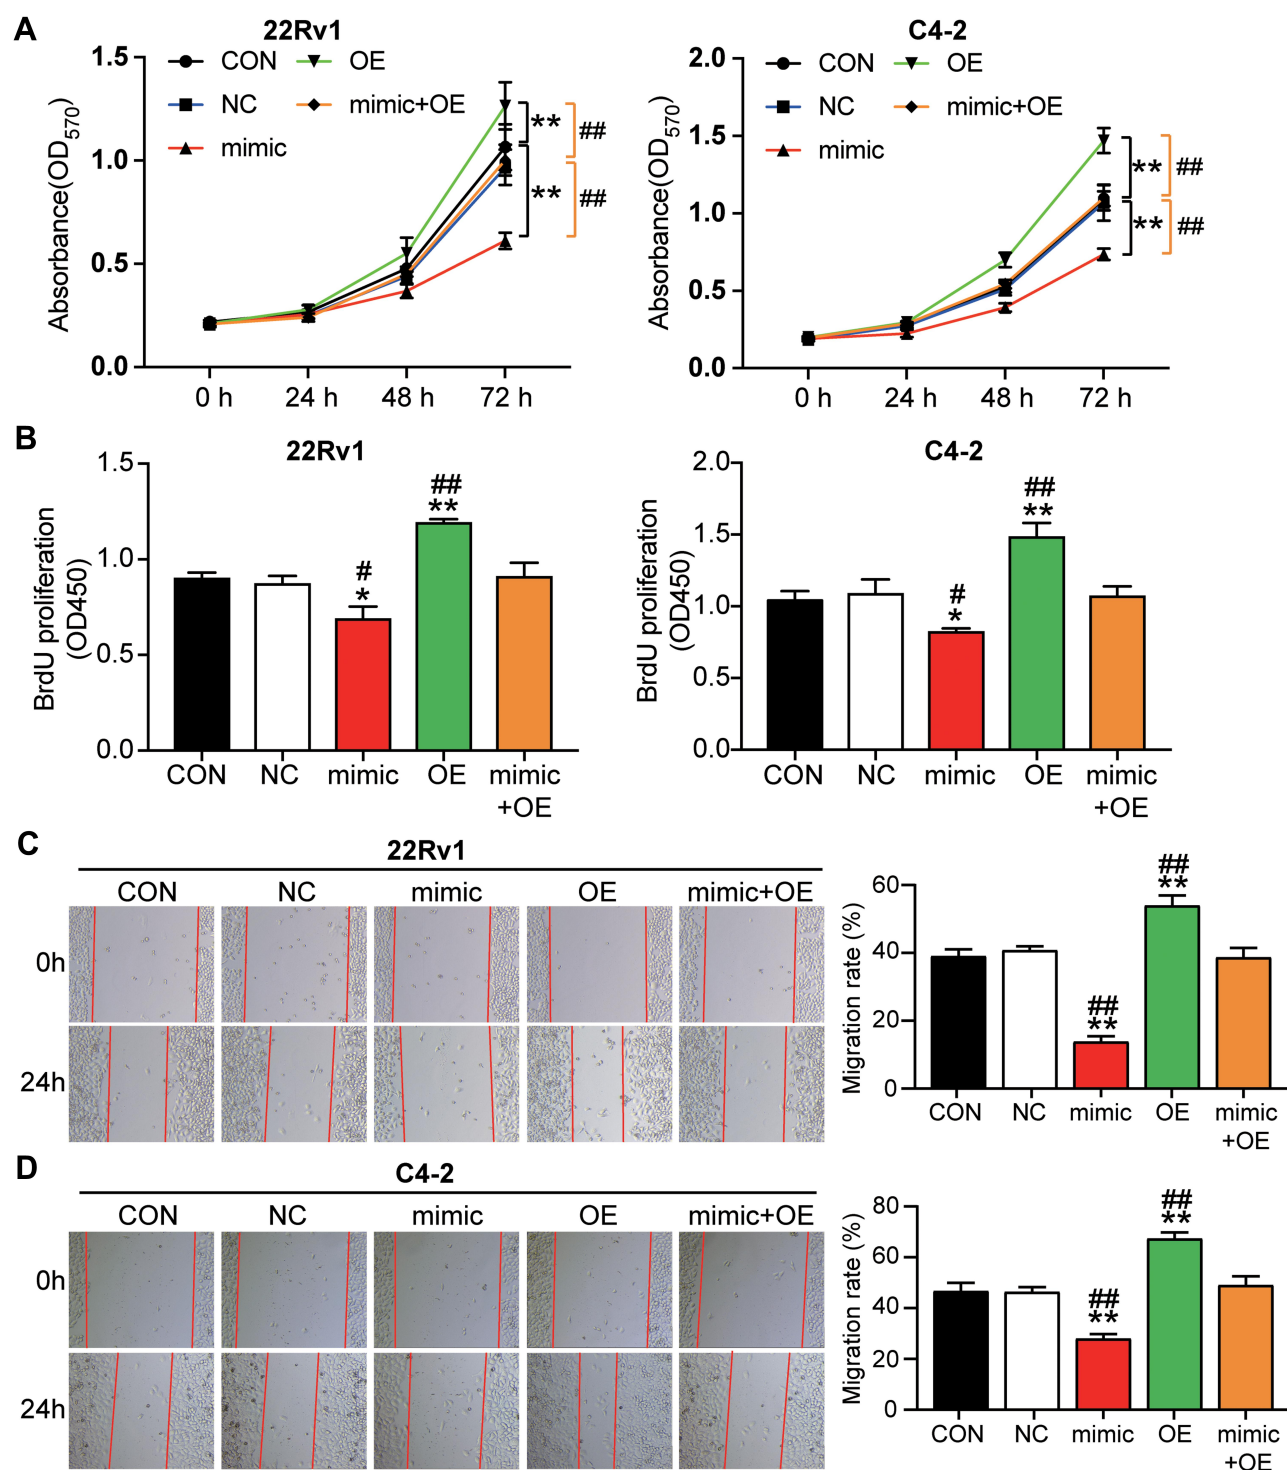 A
22Rv1
CON
OE
NC
mimic+OE
mimic
Absorbance(OD570)
1.5
1.0
0.5
0.0
0 h
24 h
48 h
72 h
**
##
**
##
C4-2
CON
OE
NC
mimic+OE
mimic
Absorbance(OD570)
2.0
1.5
1.0
0.5
0.0
0 h
24 h
48 h
72 h
**
##
**
##
B
22Rv1
BrdU proliferation
(OD450)
1.5
1.0
0.5
0.0
#
*
##
**
CON
NC
mimic
OE
mimic
+OE
C4-2
BrdU proliferation
(OD450)
2.0
1.5
1.0
0.5
0.0
#
*
##
**
CON
NC
mimic
OE
mimic
+OE
C
22Rv1
CON
NC
mimic
OE
mimic+OE
0h
24h
Migration rate (%)
60
40
20
0
##
**
##
**
CON
NC
mimic
OE
mimic
+OE
D
C4-2
CON
NC
mimic
OE
mimic+OE
0h
24h
Migration rate (%)
80
60
40
20
0
##
**
##
**
CON
NC
mimic
OE
mimic
+OE